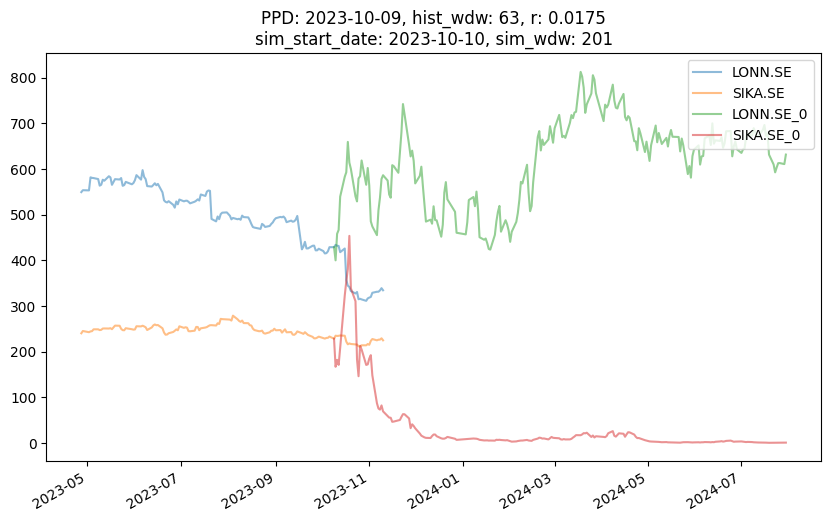 PPD: 2023-10-09, hist_wdw: 63, r: 0.0175
sim_start_date: 2023-10-10, sim_wdw: 201
LONN.SE
SIKA.SE
LONN.SE_0
SIKA.SE_0
800
700
600
500
400
300
200
100
0
2023-05
2023-07
2023-09
2023-11
2024-01
2024-03
2024-05
2024-07